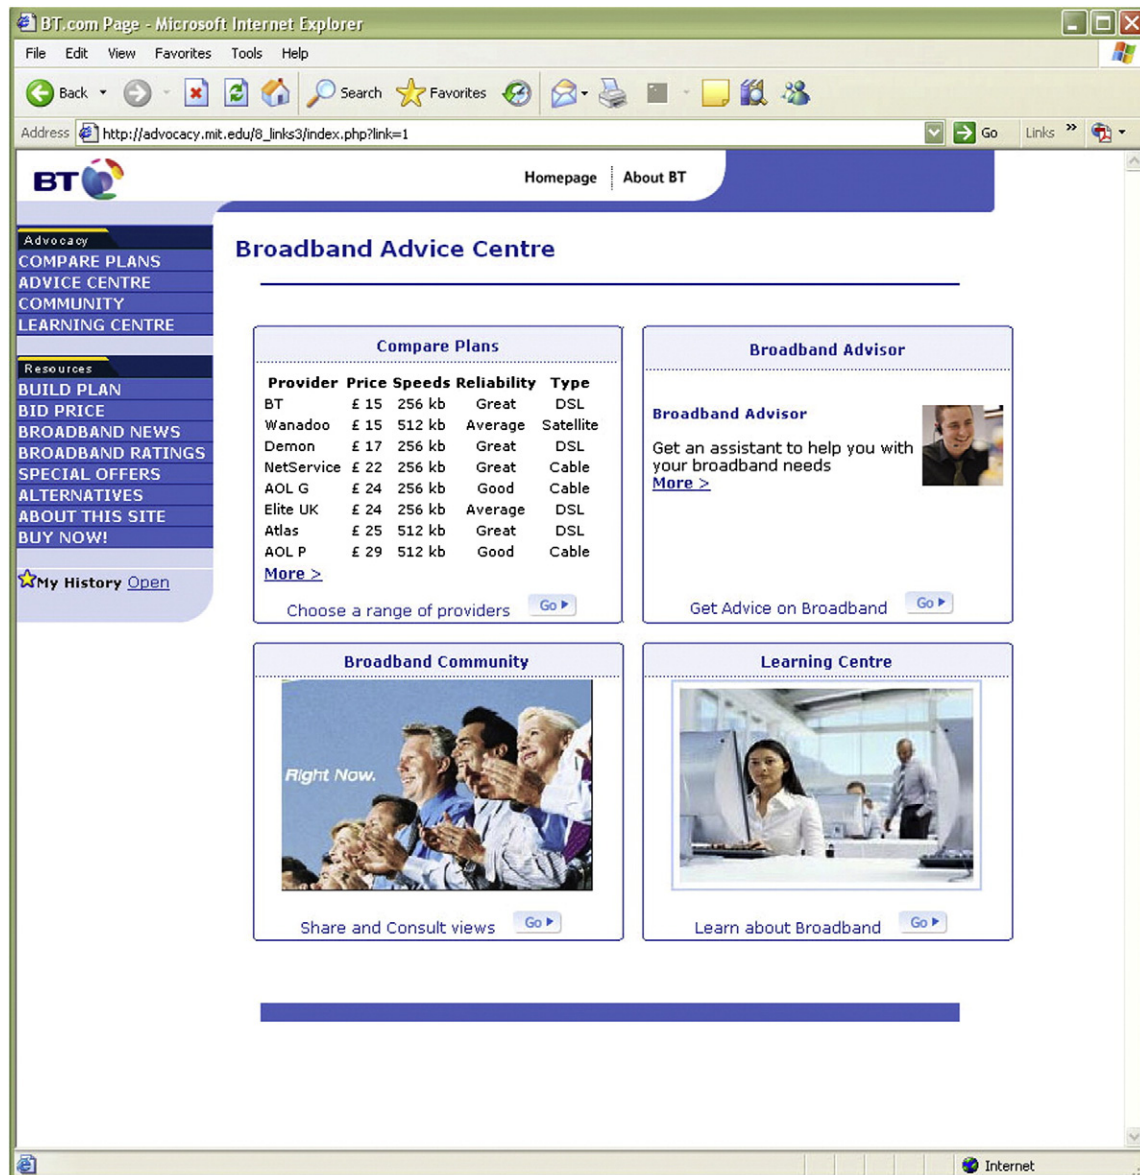 BT.com Page - Microsoft Internet Explorer
File Edit View Favorites Tools Help
Back Search Favorites
Address http://advocacy.mit.edu/8_links3/index.php?link=1 Go Links »
BT
Homepage About BT
Advocacy
COMPARE PLANS
ADVICE CENTRE
COMMUNITY
LEARNING CENTRE
Resources
BUILD PLAN
BID PRICE
BROADBAND NEWS
BROADBAND RATINGS
SPECIAL OFFERS
ALTERNATIVES
ABOUT THIS SITE
BUY NOW!
My History Open
Broadband Advice Centre
Compare Plans
Provider Price Speeds Reliability Type
BT £ 15 256 kb Great DSL
Wanadoo £ 15 512 kb Average Satellite
Demon £ 17 256 kb Great DSL
NetService £ 22 256 kb Great Cable
AOL G £ 24 256 kb Good Cable
Elite UK £ 24 256 kb Average DSL
Atlas £ 25 512 kb Great DSL
AOL P £ 29 512 kb Good Cable
More >
Choose a range of providers Go
Broadband Advisor
Broadband Advisor
Get an assistant to help you with
your broadband needs
More >
Get Advice on Broadband Go
Broadband Community
Right Now.
Share and Consult views Go
Learning Centre
Learn about Broadband Go
Internet